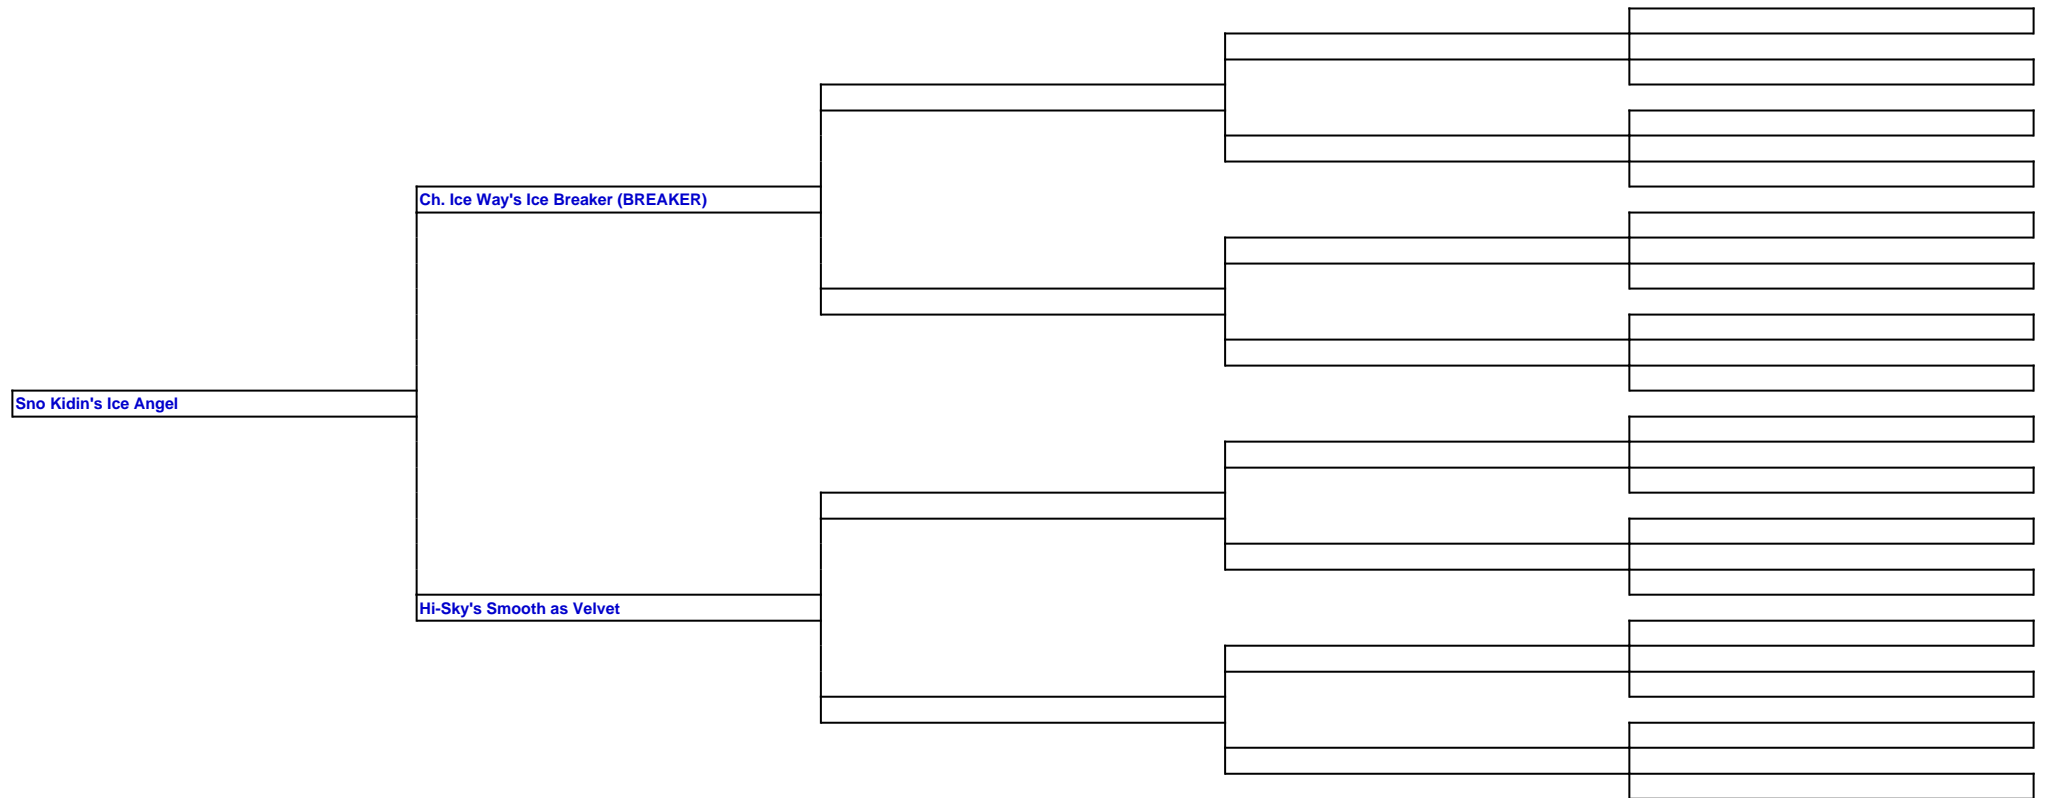 Ch. Ice Way's Ice Breaker (BREAKER)
Sno Kidin's Ice Angel
Hi-Sky's Smooth as Velvet